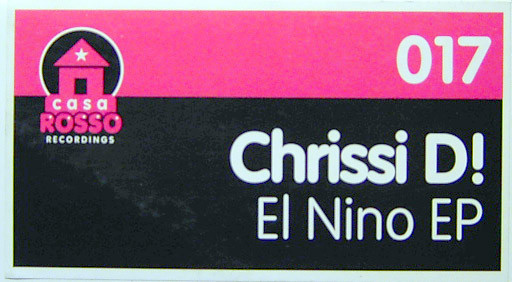 017
casa
ROSSO
RECORDINGS
Chrissi D!
El Nino EP